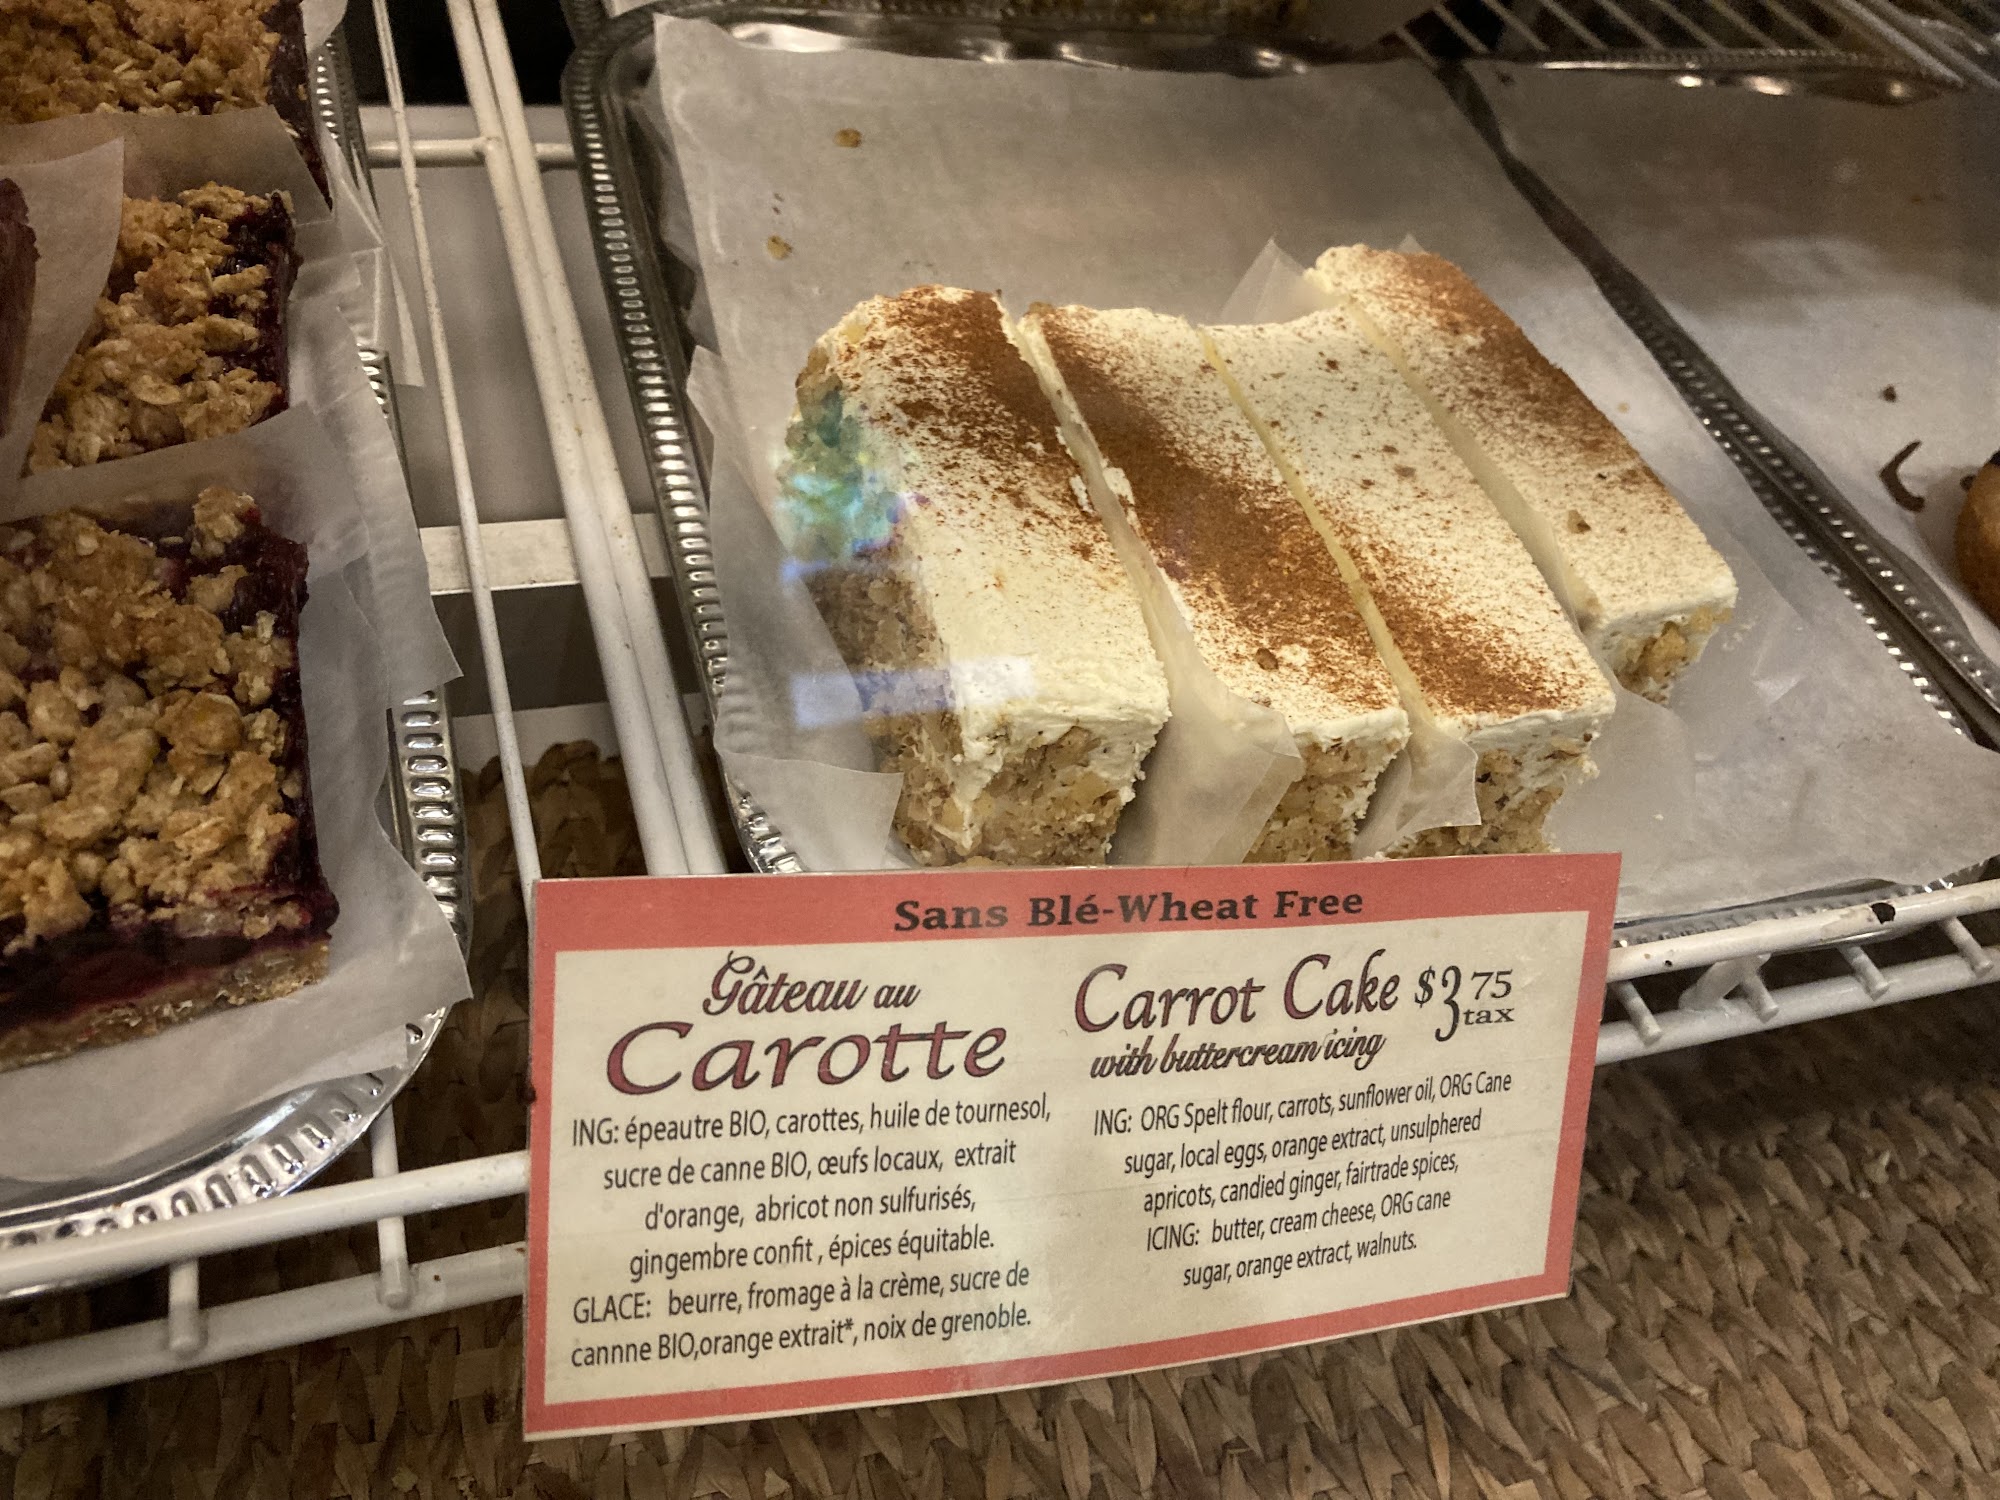 Sans Blé-Wheat Free
Gâteau au
Carotte
ING: épeautre BIO, carottes, huile de tournesol,
sucre de canne BIO, œufs locaux, extrait
d'orange, abricot non sulfurisés,
gingembre confit , épices équitable.
GLACE: beurre, fromage à la crème, sucre de
cannne BIO,orange extrait*, noix de grenoble.
Carrot Cake $3 75
tax
with buttercream icing
ING: ORG Spelt flour, carrots, sunflower oil, ORG Cane
sugar, local eggs, orange extract, unsulphered
apricots, candied ginger, fairtrade spices,
ICING: butter, cream cheese, ORG cane
sugar, orange extract, walnuts.